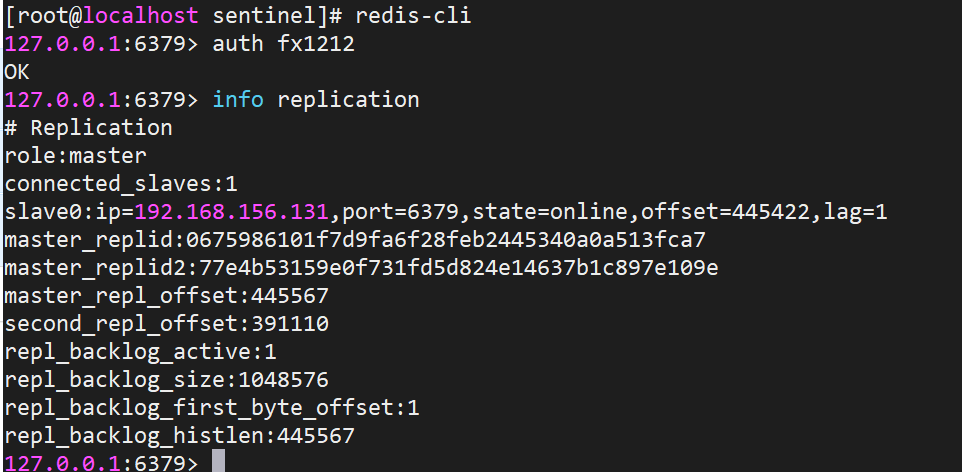 [root@localhost sentinel]# redis-cli
127.0.0.1:6379> auth fx1212
OK
127.0.0.1:6379> info replication
# Replication
role:master
connected_slaves:1
slave0:ip=192.168.156.131,port=6379,state=online,offset=445422,lag=1
master_replid:0675986101f7d9fa6f28feb2445340a0a513fca7
master_replid2:77e4b53159e0f731fd5d824e14637b1c897e109e
master_repl_offset:445567
second_repl_offset:391110
repl_backlog_active:1
repl_backlog_size:1048576
repl_backlog_first_byte_offset:1
repl_backlog_histlen:445567
127.0.0.1:6379>